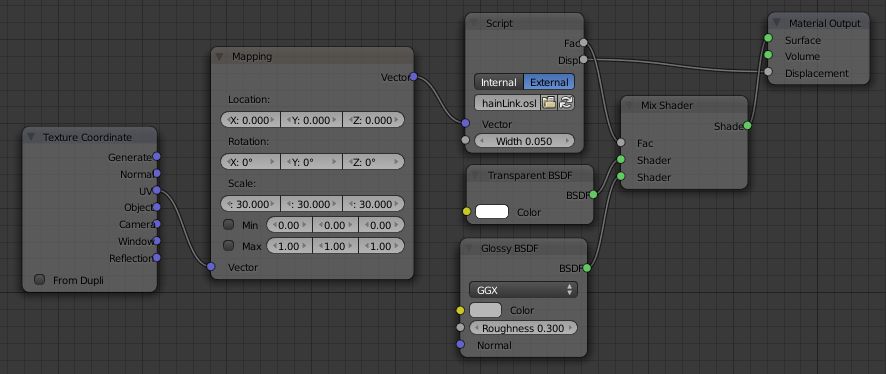 Texture Coordinate
Generate
Normal
UV
Object
Camera
Window
Reflection
From Dupli
Mapping
Vector
Location:
X: 0.000 Y: 0.000 Z: 0.000
Rotation:
X: 0° Y: 0° Z: 0°
Scale:
: 30.000 : 30.000 : 30.000
Min 0.00 0.00 0.00
Max 1.00 1.00 1.00
Vector
Script
Fac
Displ
Internal External
hainLink.osl
Vector
Width 0.050
Transparent BSDF
BSDF
Color
Glossy BSDF
BSDF
GGX
Color
Roughness 0.300
Normal
Mix Shader
Shade
Fac
Shader
Shader
Material Output
Surface
Volume
Displacement